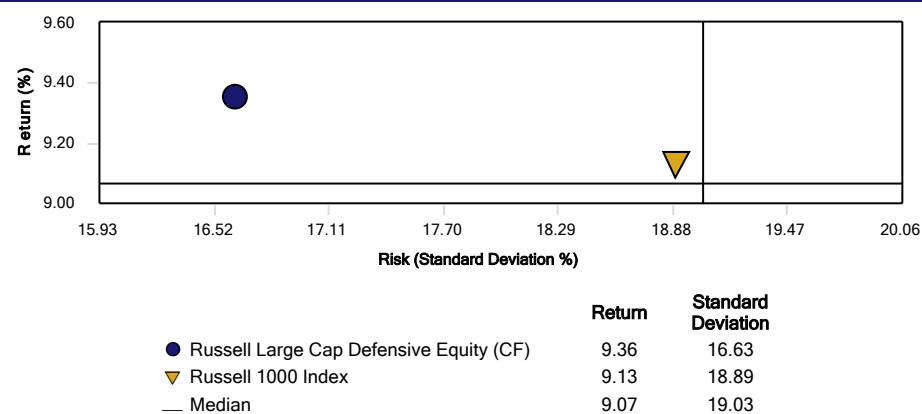 9.60
9.40
9.20
9.00
Return (%)
15.93 16.52 17.11 17.70 18.29 18.88 19.47 20.06
Risk (Standard Deviation %)
Return Standard Deviation
Russell Large Cap Defensive Equity (CF) 9.36 16.63
Russell 1000 Index 9.13 18.89
Median 9.07 19.03